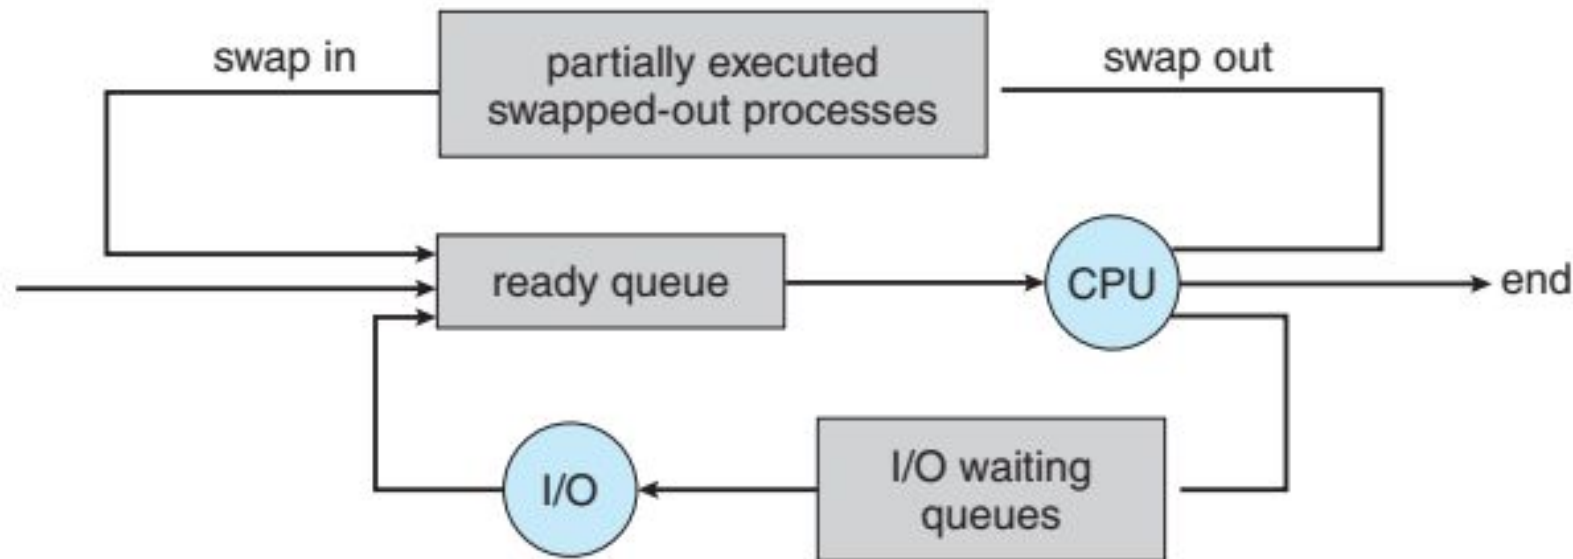 swap in
partially executed
swapped-out processes
swap out
ready queue
CPU
end
I/O
I/O waiting
queues